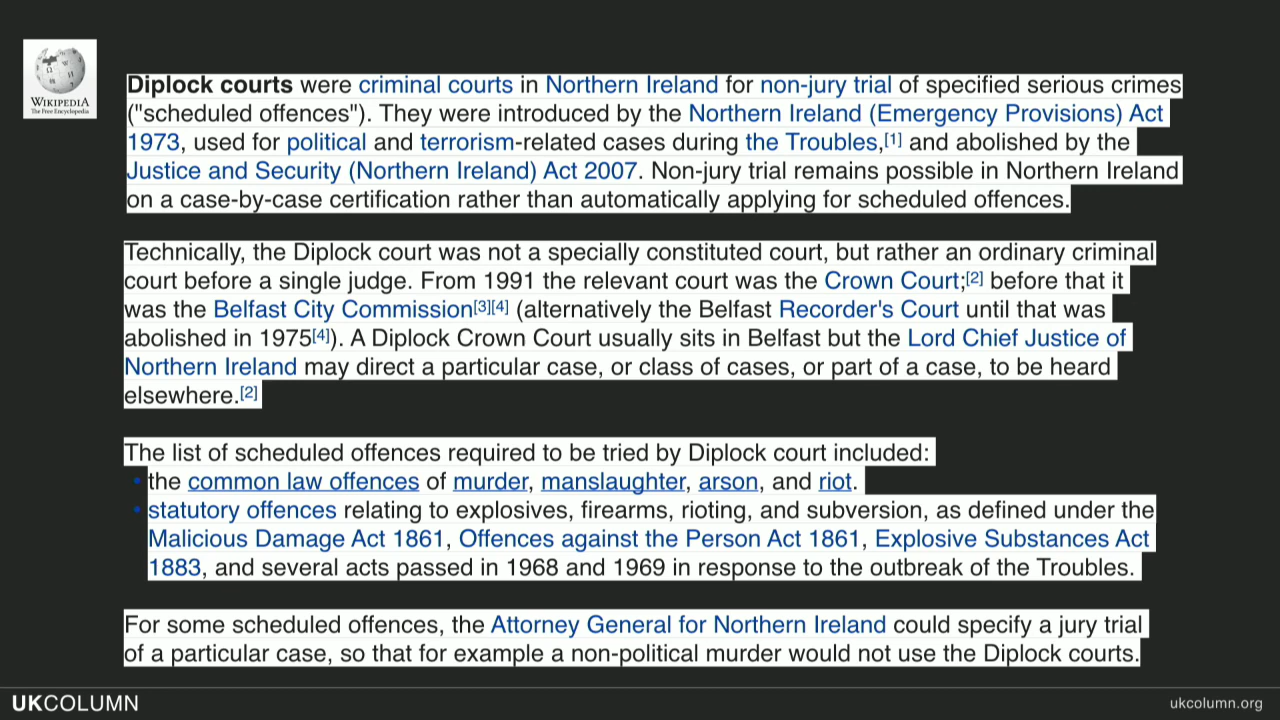 WIKIPEDIA
The Free Encyclopedia
Diplock courts were criminal courts in Northern Ireland for non-jury trial of specified serious crimes
("scheduled offences"). They were introduced by the Northern Ireland (Emergency Provisions) Act
1973, used for political and terrorism-related cases during the Troubles,[1] and abolished by the
Justice and Security (Northern Ireland) Act 2007. Non-jury trial remains possible in Northern Ireland
on a case-by-case certification rather than automatically applying for scheduled offences.
Technically, the Diplock court was not a specially constituted court, but rather an ordinary criminal
court before a single judge. From 1991 the relevant court was the Crown Court;[2] before that it
was the Belfast City Commission[3][4] (alternatively the Belfast Recorder's Court until that was
abolished in 1975[4]). A Diplock Crown Court usually sits in Belfast but the Lord Chief Justice of
Northern Ireland may direct a particular case, or class of cases, or part of a case, to be heard
elsewhere.[2]
The list of scheduled offences required to be tried by Diplock court included:
• the common law offences of murder, manslaughter, arson, and riot.
• statutory offences relating to explosives, firearms, rioting, and subversion, as defined under the
Malicious Damage Act 1861, Offences against the Person Act 1861, Explosive Substances Act
1883, and several acts passed in 1968 and 1969 in response to the outbreak of the Troubles.
For some scheduled offences, the Attorney General for Northern Ireland could specify a jury trial
of a particular case, so that for example a non-political murder would not use the Diplock courts.
UKCOLUMN
ukcolumn.org